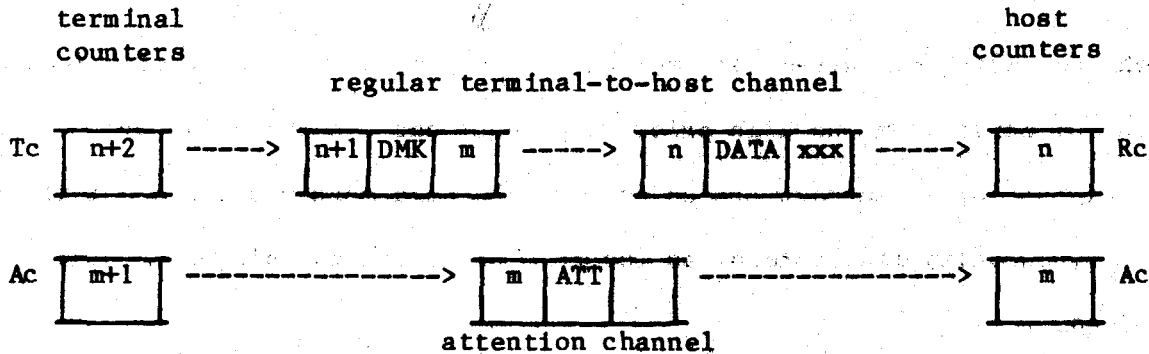 terminal host
counters counters
regular terminal-to-host channel
Tc n+2 -----> n+1 DMK m -----> n DATA xxx -----> n Rc
Ac m+1 -----------------> m ATT -----------------> m Ac
attention channel